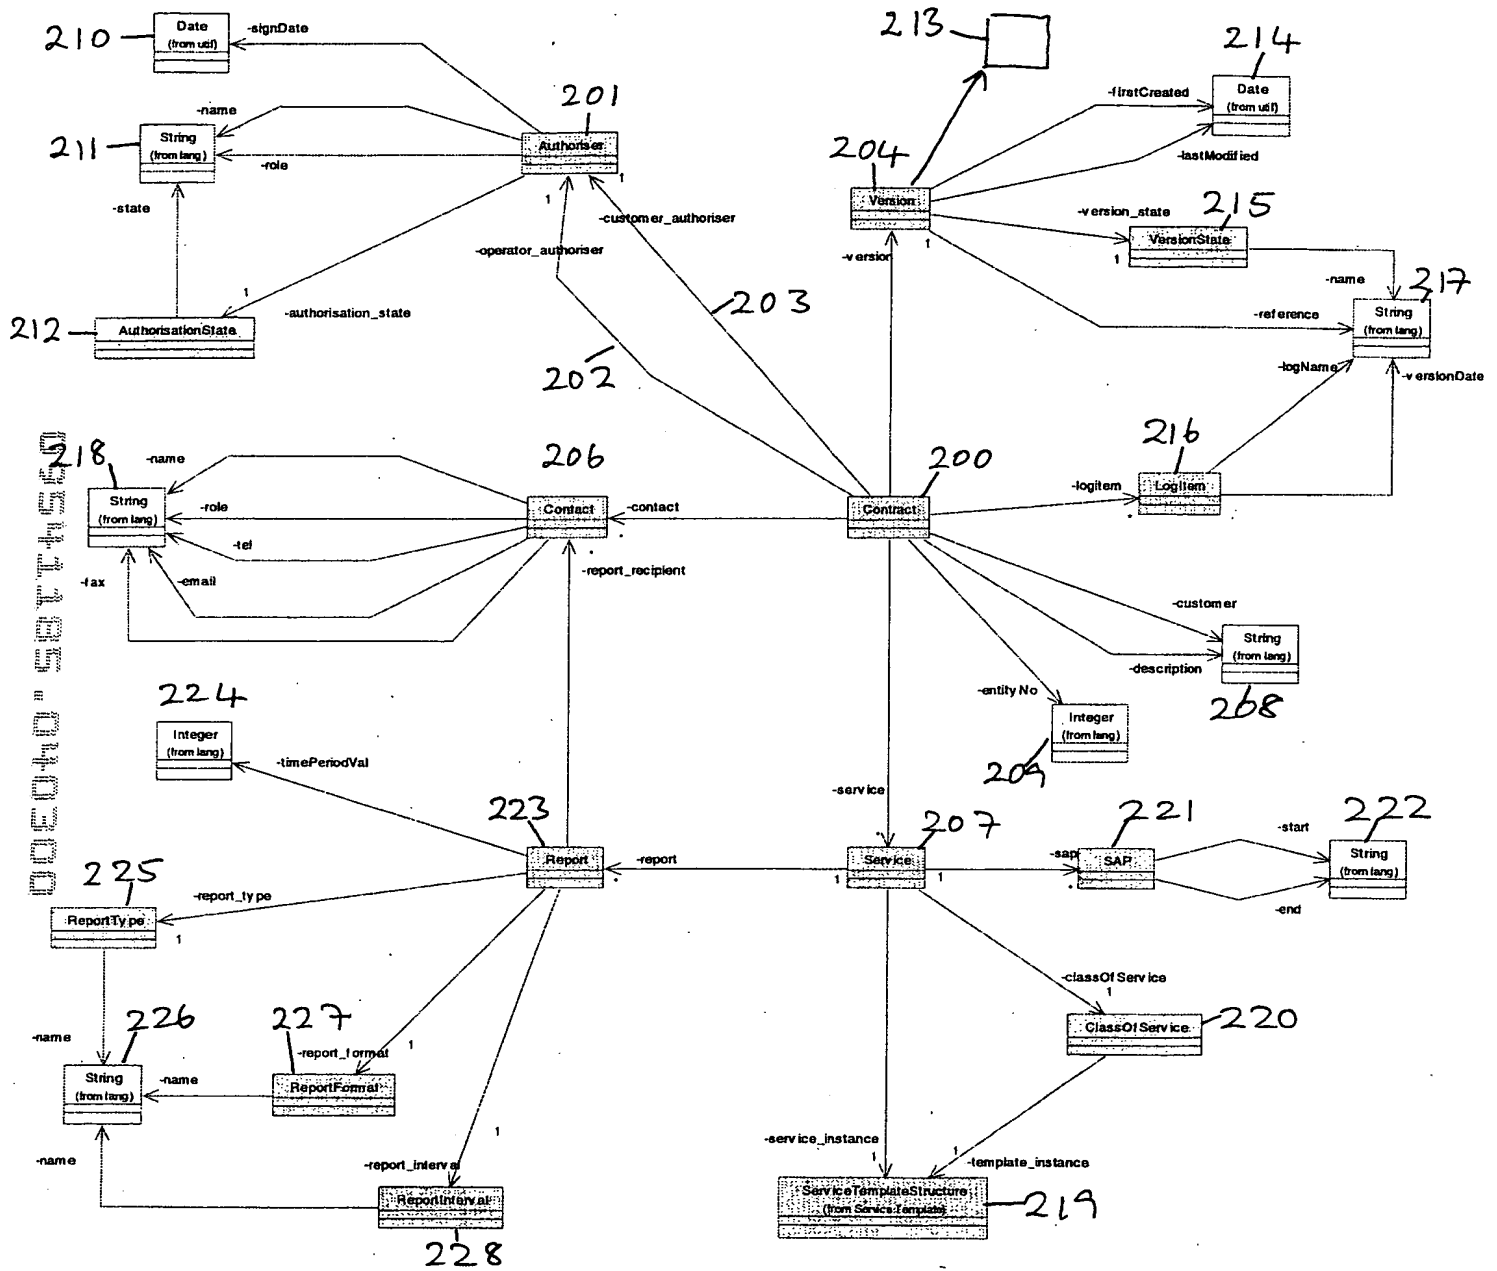 210
Date
(from util)
-signDate
213
214
Date
(from util)
-firstCreated
-lastModified
201
Authoriser
-name
211
String
(from lang)
-role
-state
204
Version
1
-version_state
215
VersionState
1
-name
217
String
(from lang)
-reference
-logName
-versionDate
1
1
-customer_authoriser
-operator_authoriser
-version
203
202
1
-authorisation_state
212
AuthorisationState
218
String
(from lang)
-name
-role
-tel
-email
-fax
206
Contact
-contact
200
Contract
-logitem
216
LogItem
-report_recipient
-customer
String
(from lang)
-description
208
-entityNo
Integer
(from lang)
209
09541185.040300
224
Integer
(from lang)
-timePeriodVal
-service
223
Report
-report
207
Service
1
1
-sap
221
SAP
-start
222
String
(from lang)
-end
225
ReportType
-report_type
1
-classOfService
1
ClassOfService
220
-name
226
String
(from lang)
-name
227
-report_format
1
ReportFormat
-name
1
-report_interval
ReportInterval
228
-service_instance
1
1
-template_instance
ServiceTemplateStructure
(from ServiceTemplate)
219